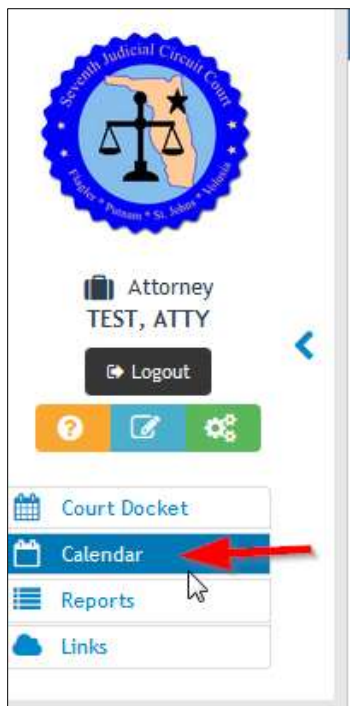 Seventh Judicial Circuit Court
Flagler * Putnam * St. Johns * Volusia
Attorney
TEST, ATTY
Logout
?
Court Docket
Calendar
Reports
Links